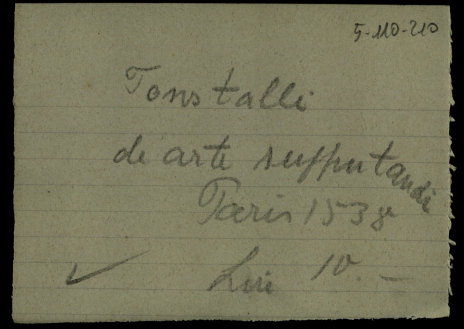 5-110-210
Tonstalli
de arte supputandi
Paris 1538
Lire 10.-